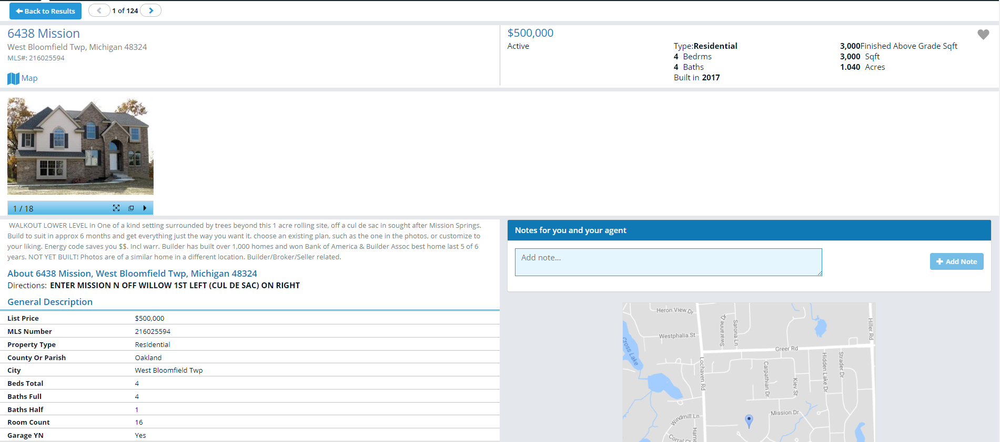 Back to Results
1 of 124
6438 Mission
West Bloomfield Twp, Michigan 48324
MLS#: 216025594
Map
$500,000
Active
Type:Residential
4 Bedrms
4 Baths
Built in 2017
3,000Finished Above Grade Sqft
3,000 Sqft
1.040 Acres
1 / 18
WALKOUT LOWER LEVEL in One of a kind setting surrounded by trees beyond this 1 acre rolling site, off a cul de sac in sought after Mission Springs.
Build to suit in approx 6 months and get everything just the way you want it. choose an existing plan, such as the one in the photos, or customize to
your liking. Energy code saves you $$. Incl warr. Builder has built over 1,000 homes and won Bank of America & Builder Assoc best home last 5 of 6
years. NOT YET BUILT! Photos are of a similar home in a different location. Builder/Broker/Seller related.
About 6438 Mission, West Bloomfield Twp, Michigan 48324
Directions: ENTER MISSION N OFF WILLOW 1ST LEFT (CUL DE SAC) ON RIGHT
General Description
List Price $500,000
MLS Number 216025594
Property Type Residential
County Or Parish Oakland
City West Bloomfield Twp
Beds Total 4
Baths Full 4
Baths Half 1
Room Count 16
Garage YN Yes
Notes for you and your agent
Add note...
Add Note
Heron View Dr
Westphalia St
Swansanne Dr
Sarona Ln
Hiller Rd
Cross Lake
Greer Rd
Lochaven Rd
Carpathian Dr
Kiev St
Hidden Lake Dr
Strader Dr
Mission Dr
Windmill Ln
Corral C
Harne